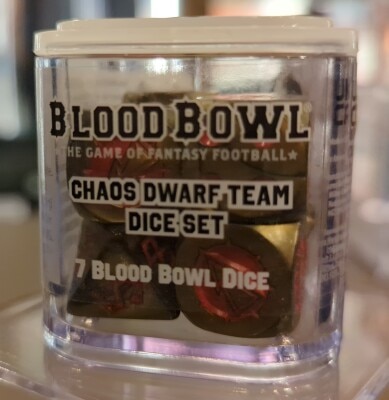 BLOOD BOWL
THE GAME OF FANTASY FOOTBALL★
CHAOS DWARF TEAM
DICE SET
7 BLOOD BOWL DICE